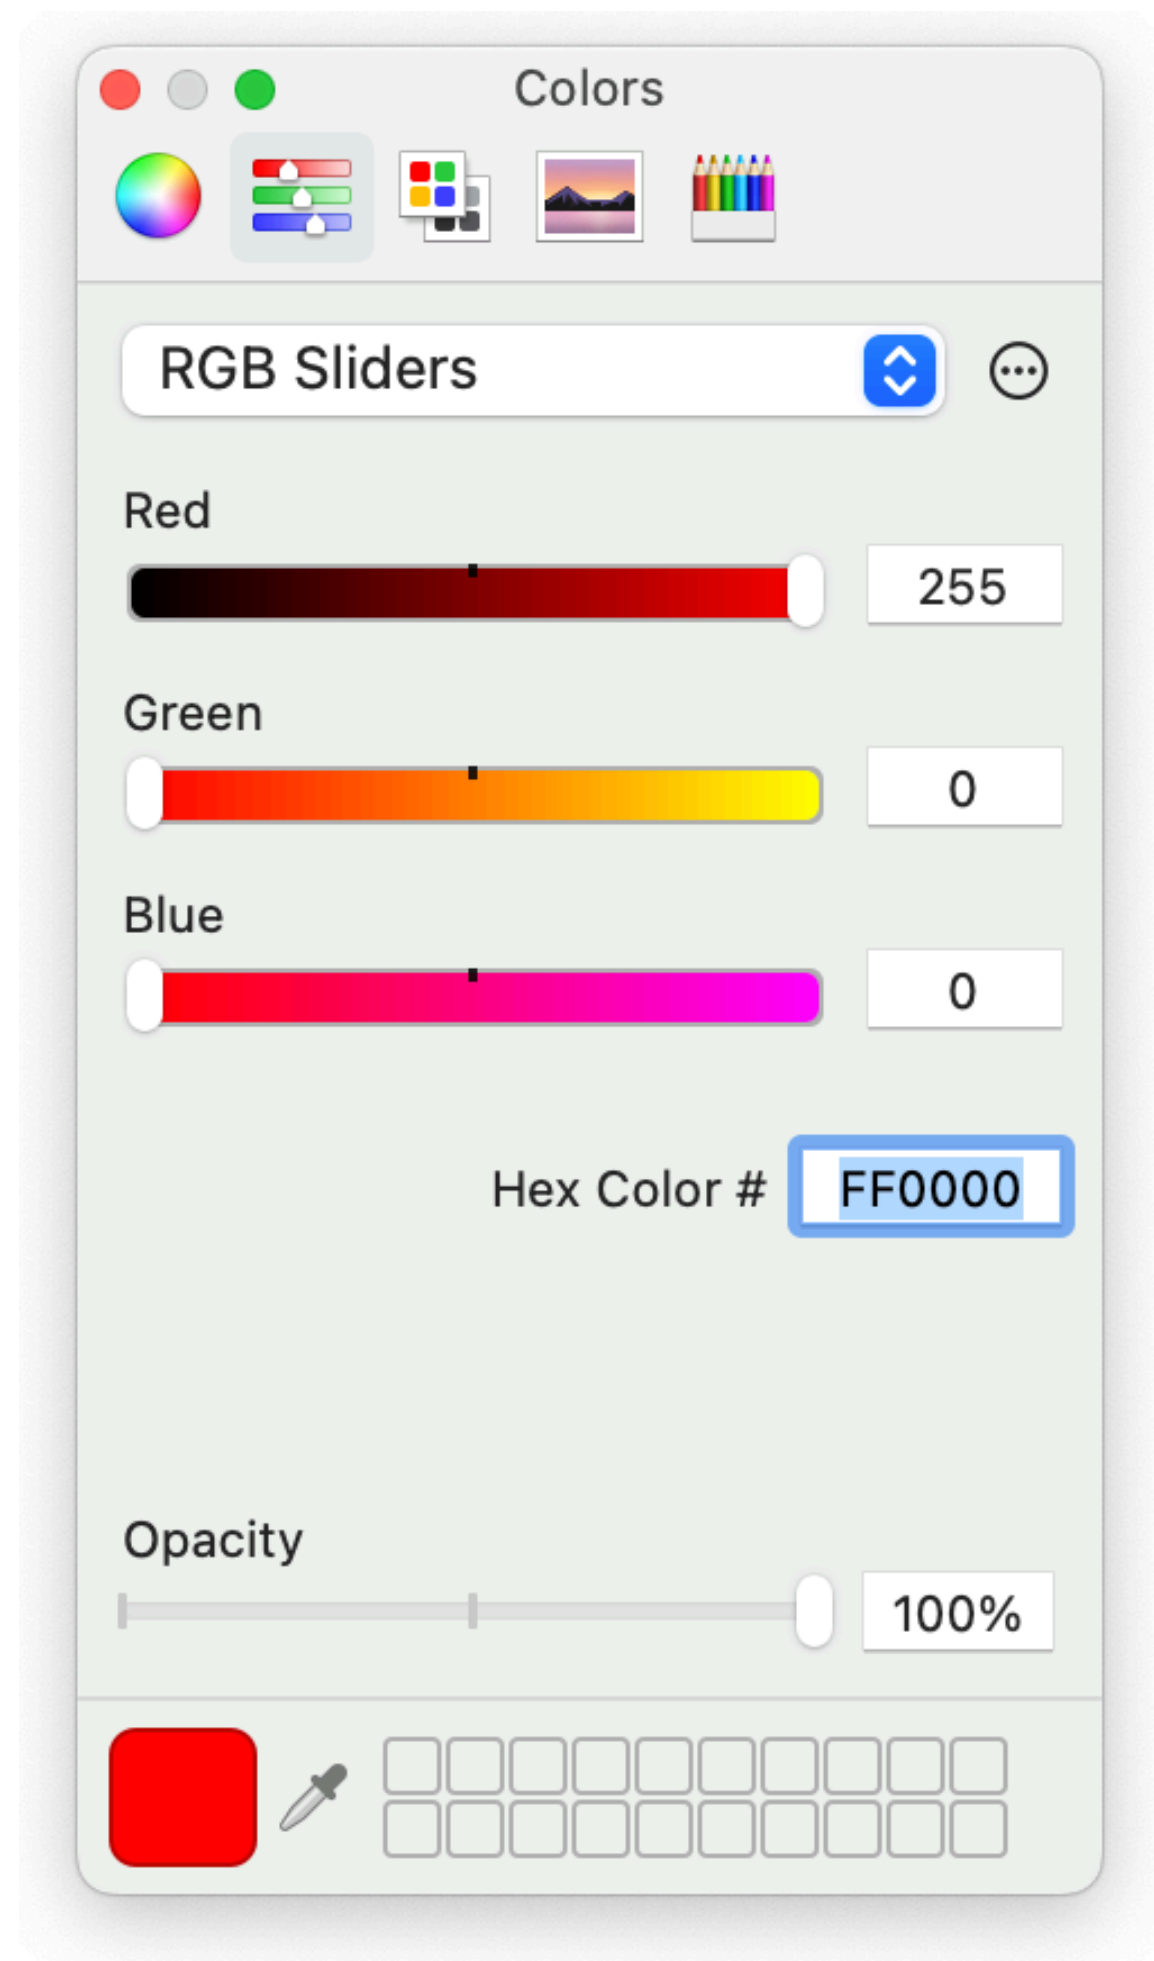 Colors
RGB Sliders
Red
255
Green
0
Blue
0
Hex Color # FF0000
Opacity
100%